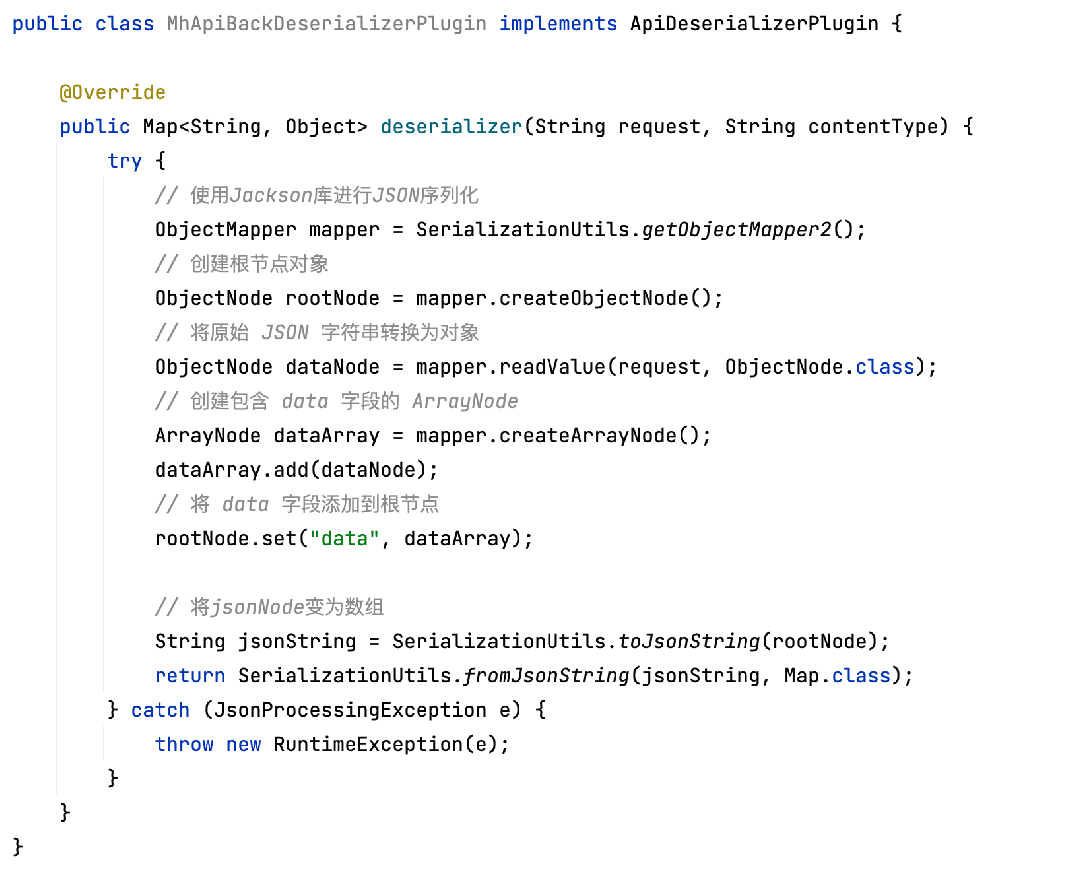 public class MhApiBackDeserializerPlugin implements ApiDeserializerPlugin {
@Override
public Map<String, Object> deserializer(String request, String contentType) {
try {
// 使用Jackson库进行JSON序列化
ObjectMapper mapper = SerializationUtils.getObjectMapper2();
// 创建根节点对象
ObjectNode rootNode = mapper.createObjectNode();
// 将原始 JSON 字符串转换为对象
ObjectNode dataNode = mapper.readValue(request, ObjectNode.class);
// 创建包含 data 字段的 ArrayNode
ArrayNode dataArray = mapper.createArrayNode();
dataArray.add(dataNode);
// 将 data 字段添加到根节点
rootNode.set("data", dataArray);
// 将jsonNode变为数组
String jsonString = SerializationUtils.toJsonString(rootNode);
return SerializationUtils.fromJsonString(jsonString, Map.class);
} catch (JsonProcessingException e) {
throw new RuntimeException(e);
}
}
}